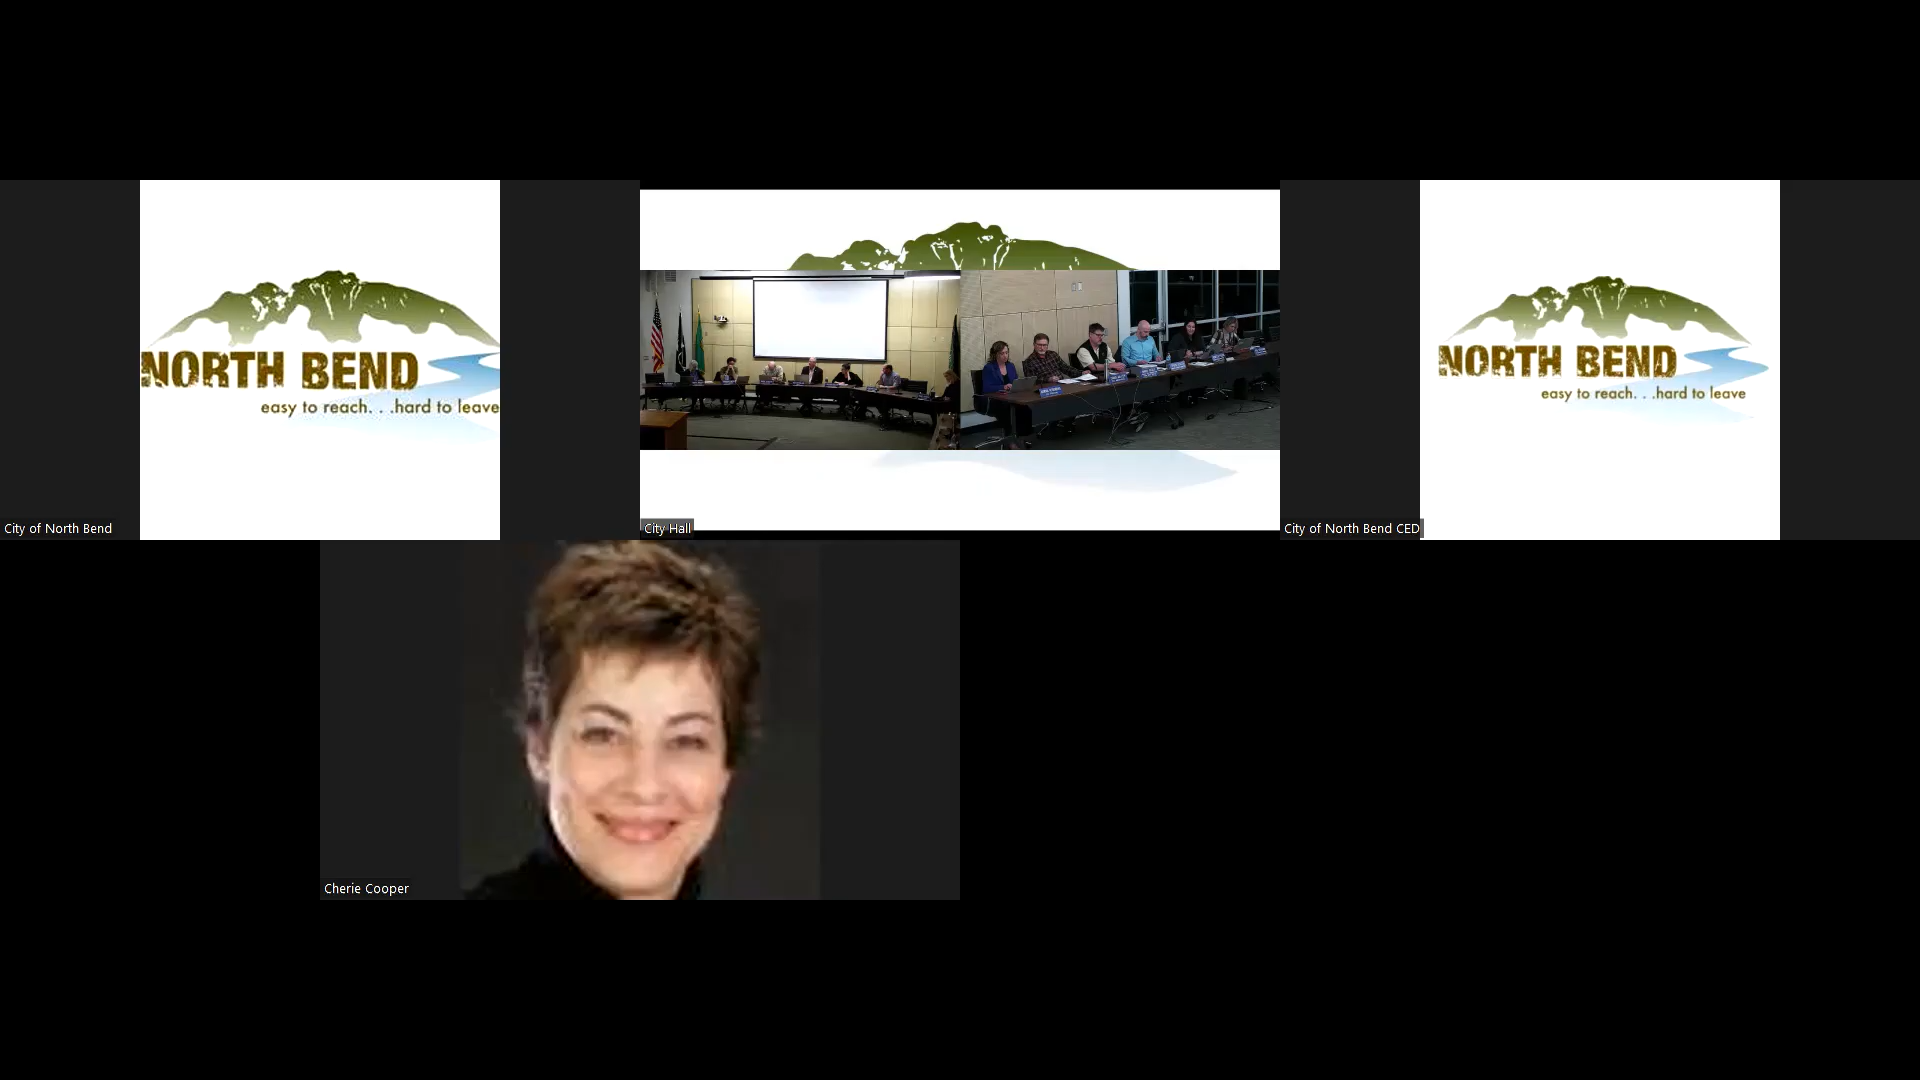 NORTH BEND
easy to reach. . .hard to leave
City of North Bend
City Hall
NORTH BEND
easy to reach. . .hard to leave
City of North Bend CED
Cherie Cooper